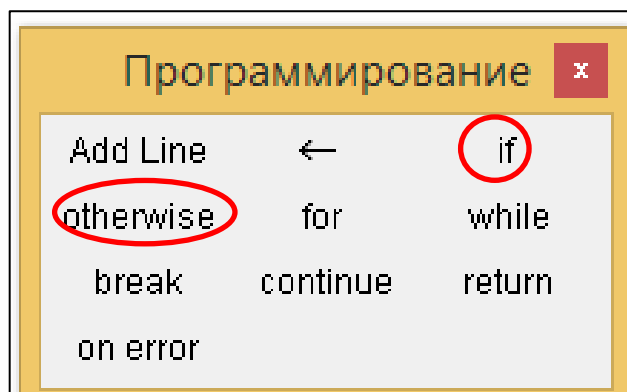 Программирование x
Add Line ← if
otherwise for while
break continue return
on error